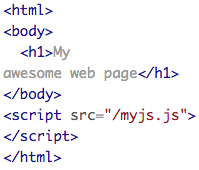 <html>
<body>
  <h1>My
awesome web page</h1>
</body>
<script src="/myjs.js">
</script>
</html>